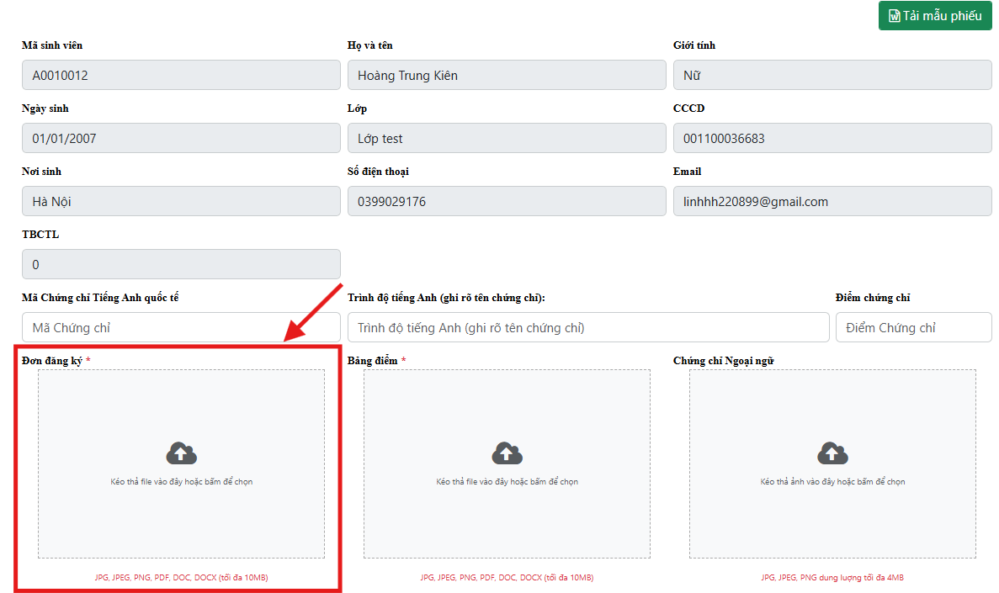 Tải mẫu phiếu
Mã sinh viên
Họ và tên
Giới tính
A0010012
Hoàng Trung Kiên
Nữ
Ngày sinh
Lớp
CCCD
01/01/2007
Lớp test
001100036683
Nơi sinh
Số điện thoại
Email
Hà Nội
0399029176
linhhh220899@gmail.com
TBCTL
0
Mã Chứng chỉ Tiếng Anh quốc tế
Trình độ tiếng Anh (ghi rõ tên chứng chỉ):
Điểm chứng chỉ
Mã Chứng chỉ
Trình độ tiếng Anh (ghi rõ tên chứng chỉ)
Điểm Chứng chỉ
Đơn đăng ký *
Bảng điểm *
Chứng chỉ Ngoại ngữ
Kéo thả file vào đây hoặc bấm để chọn
Kéo thả file vào đây hoặc bấm để chọn
Kéo thả ảnh vào đây hoặc bấm để chọn
JPG, JPEG, PNG, PDF, DOC, DOCX (tối đa 10MB)
JPG, JPEG, PNG, PDF, DOC, DOCX (tối đa 10MB)
JPG, JPEG, PNG dung lượng tối đa 4MB